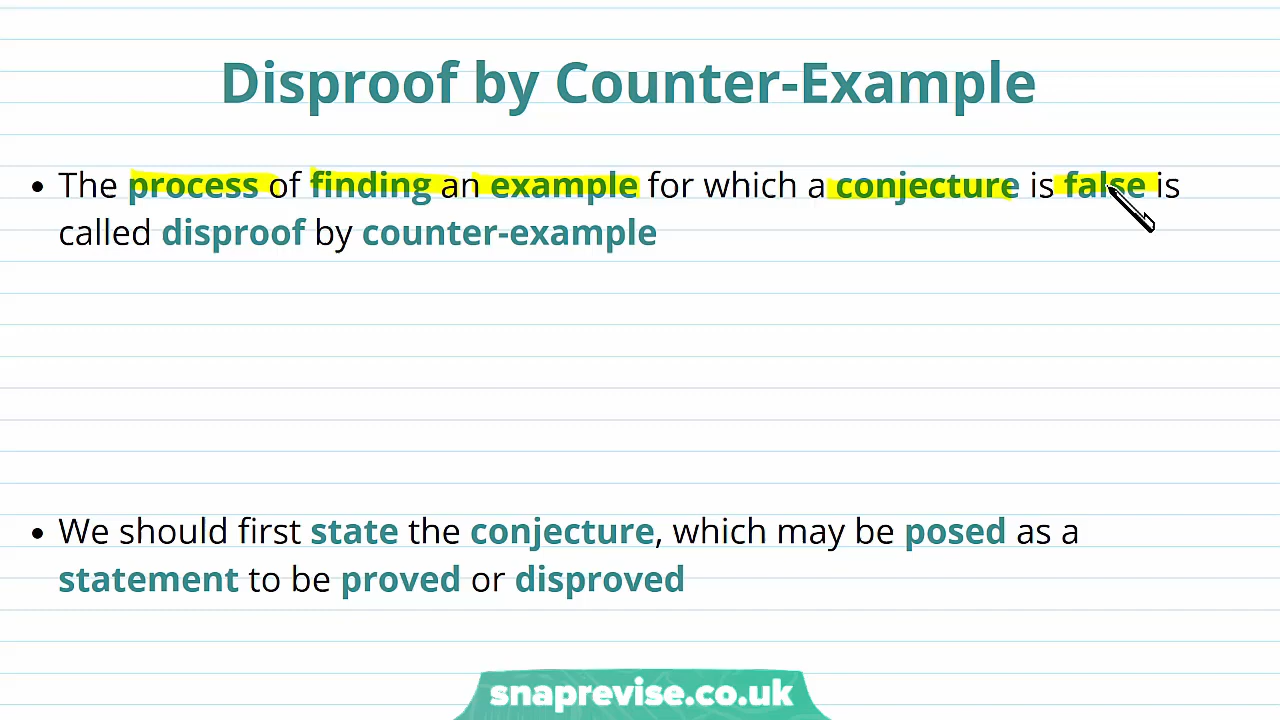 Disproof by Counter-Example
• The process of finding an example for which a conjecture is false is
called disproof by counter-example
• We should first state the conjecture, which may be posed as a
statement to be proved or disproved
snaprevise.co.uk